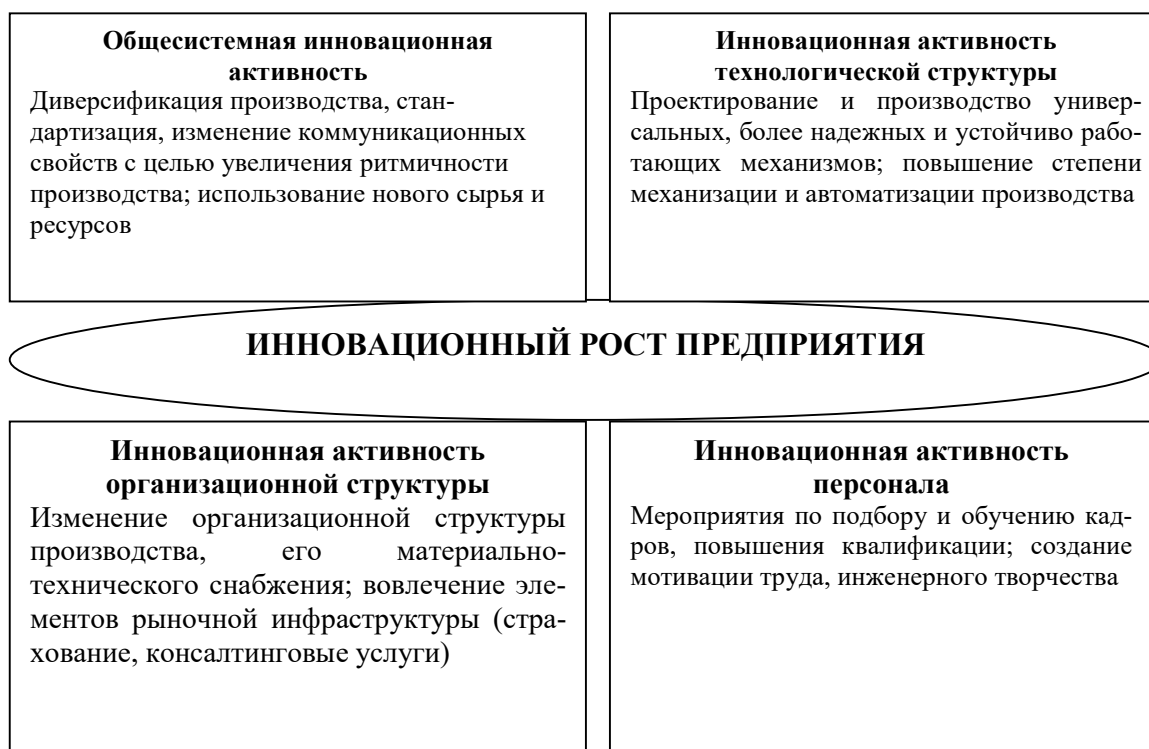 Общесистемная инновационная
активность
Диверсификация производства, стан-
дартизация, изменение коммуникационных
свойств с целью увеличения ритмичности
производства; использование нового сырья и
ресурсов
Инновационная активность
технологической структуры
Проектирование и производство универ-
сальных, более надежных и устойчиво рабо-
тающих механизмов; повышение степени
механизации и автоматизации производства
ИННОВАЦИОННЫЙ РОСТ ПРЕДПРИЯТИЯ
Инновационная активность
организационной структуры
Изменение организационной структуры
производства, его материально-
технического снабжения; вовлечение эле-
ментов рыночной инфраструктуры (стра-
хование, консалтинговые услуги)
Инновационная активность
персонала
Мероприятия по подбору и обучению кад-
ров, повышения квалификации; создание
мотивации труда, инженерного творчества